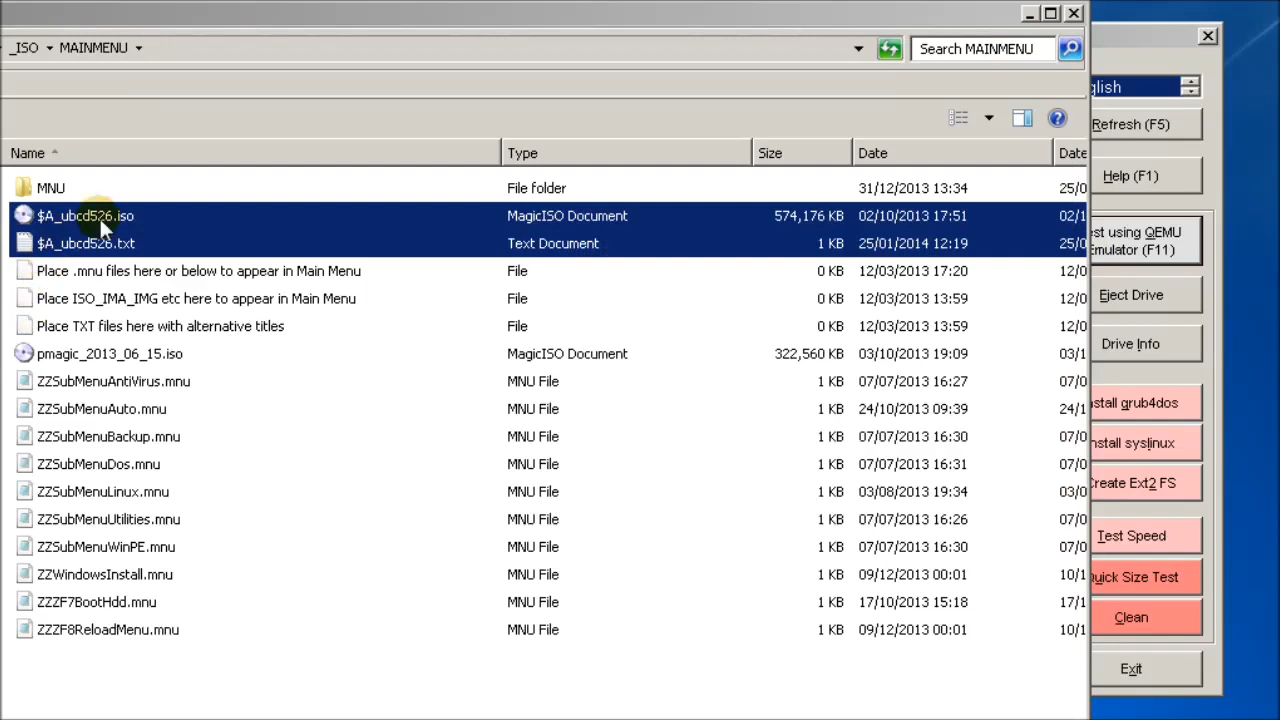 _ISO MAINMENU Search MAINMENU
Name Type Size Date Date
MNU File folder 31/12/2013 13:34 25/0
$A_ubcd526.iso MagicISO Document 574,176 KB 02/10/2013 17:51 02/1
$A_ubcd526.txt Text Document 1 KB 25/01/2014 12:19 25/0
Place .mnu files here or below to appear in Main Menu File 0 KB 12/03/2013 17:20 12/0
Place ISO_IMA_IMG etc here to appear in Main Menu File 0 KB 12/03/2013 13:59 12/0
Place TXT files here with alternative titles File 0 KB 12/03/2013 13:59 12/0
pmagic_2013_06_15.iso MagicISO Document 322,560 KB 03/10/2013 19:09 03/1
ZZSubMenuAntiVirus.mnu MNU File 1 KB 07/07/2013 16:27 07/0
ZZSubMenuAuto.mnu MNU File 1 KB 24/10/2013 09:39 24/1
ZZSubMenuBackup.mnu MNU File 1 KB 07/07/2013 16:30 07/0
ZZSubMenuDos.mnu MNU File 1 KB 07/07/2013 16:31 07/0
ZZSubMenuLinux.mnu MNU File 1 KB 03/08/2013 19:34 03/0
ZZSubMenuUtilities.mnu MNU File 1 KB 07/07/2013 16:26 07/0
ZZSubMenuWinPE.mnu MNU File 1 KB 07/07/2013 16:30 07/0
ZZWindowsInstall.mnu MNU File 1 KB 09/12/2013 00:01 10/1
ZZZF7BootHdd.mnu MNU File 1 KB 17/10/2013 15:18 17/1
ZZZF8ReloadMenu.mnu MNU File 1 KB 09/12/2013 00:01 10/1
glish
Refresh (F5)
Help (F1)
est using QEMU
Emulator (F11)
Eject Drive
Drive Info
nstall grub4dos
nstall syslinux
Create Ext2 FS
Test Speed
Quick Size Test
Clean
Exit